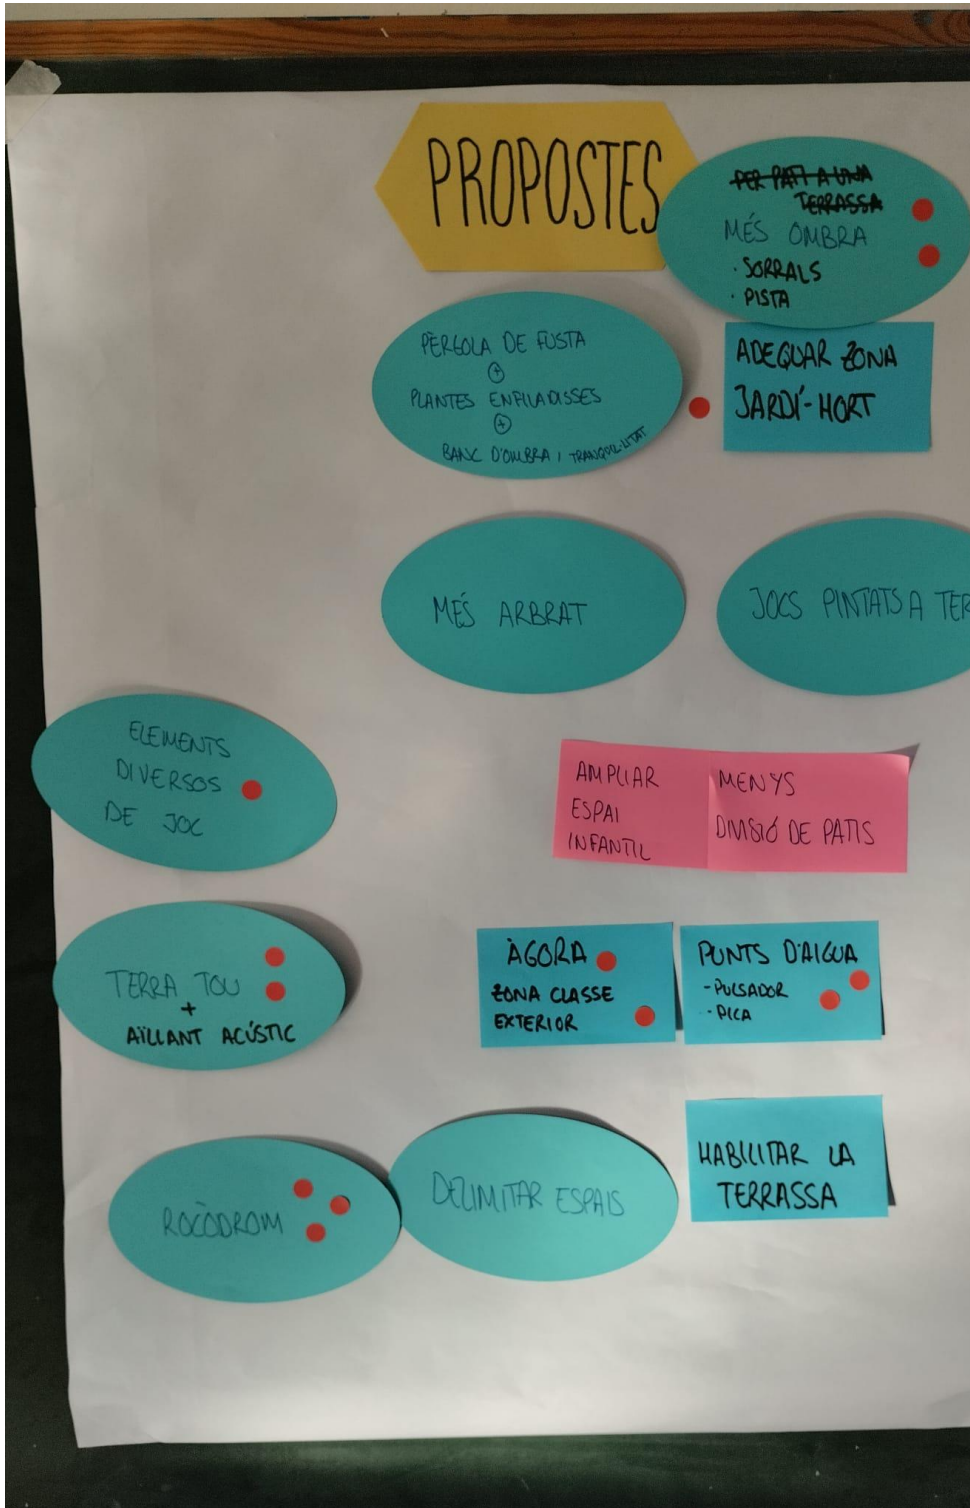 PROPOSTES
PER PATI A UNA
TERRASSA
MÉS OMBRA
· SORRALS
· PISTA
PÈRGOLA DE FUSTA
+
PLANTES ENFILADISSES
+
BANC D'OMBRA I TRANQUIL·LITAT
ADEQUAR ZONA
JARDÍ-HORT
MÉS ARBRAT
JOCS PINTATS A TER
ELEMENTS
DIVERSOS
DE JOC
AMPLIAR
ESPAI
INFANTIL
MENYS
DIVISIÓ DE PATIS
TERRA TOU
+
AÏLLANT ACÚSTIC
ÀGORA
ZONA CLASSE
EXTERIOR
PUNTS D'AIGUA
- PULSADOR
- PICA
ROCÒDROM
DELIMITAR ESPAIS
HABILITAR LA
TERRASSA